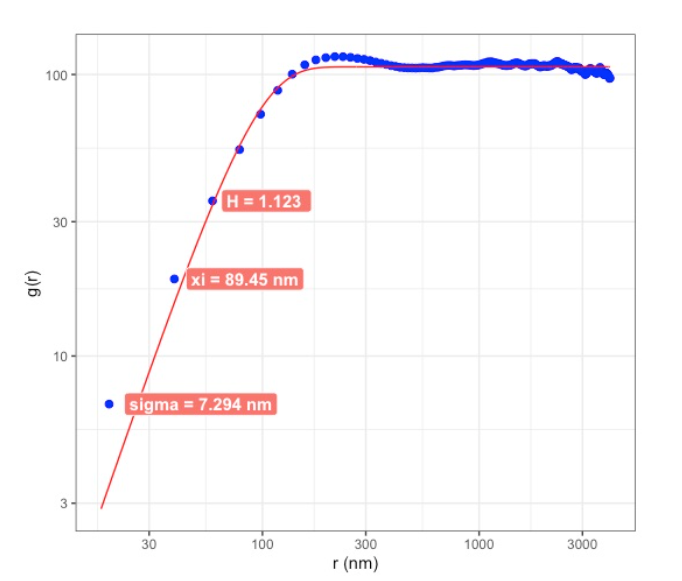 100
30
10
3
g(r)
H = 1.123
xi = 89.45 nm
sigma = 7.294 nm
30
100
300
1000
3000
r (nm)